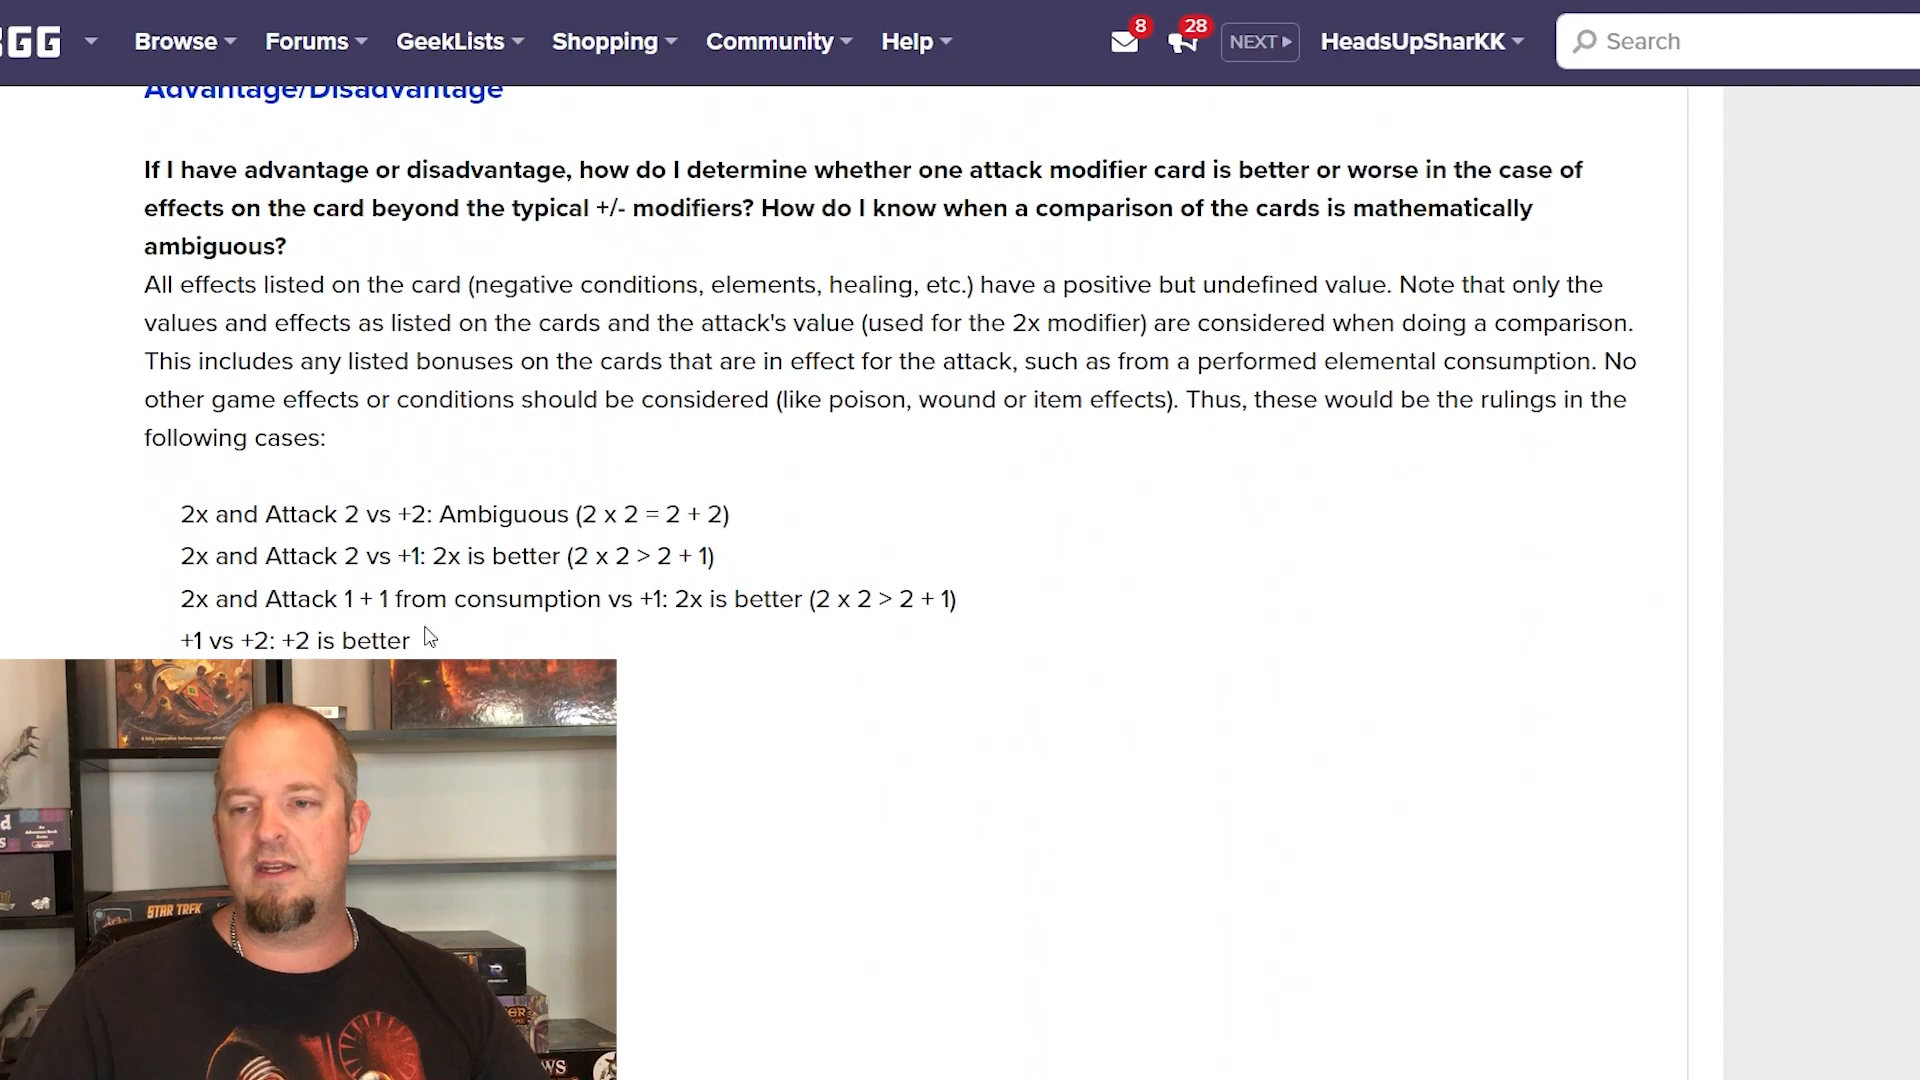 GG
Browse
Forums
GeekLists
Shopping
Community
Help
8
28
NEXT
HeadsUpSharKK
Search
Advantage/Disadvantage
If I have advantage or disadvantage, how do I determine whether one attack modifier card is better or worse in the case of
effects on the card beyond the typical +/- modifiers? How do I know when a comparison of the cards is mathematically
ambiguous?
All effects listed on the card (negative conditions, elements, healing, etc.) have a positive but undefined value. Note that only the
values and effects as listed on the cards and the attack's value (used for the 2x modifier) are considered when doing a comparison.
This includes any listed bonuses on the cards that are in effect for the attack, such as from a performed elemental consumption. No
other game effects or conditions should be considered (like poison, wound or item effects). Thus, these would be the rulings in the
following cases:
2x and Attack 2 vs +2: Ambiguous (2 x 2 = 2 + 2)
2x and Attack 2 vs +1: 2x is better (2 x 2 > 2 + 1)
2x and Attack 1 + 1 from consumption vs +1: 2x is better (2 x 2 > 2 + 1)
+1 vs +2: +2 is better
STAR TREK